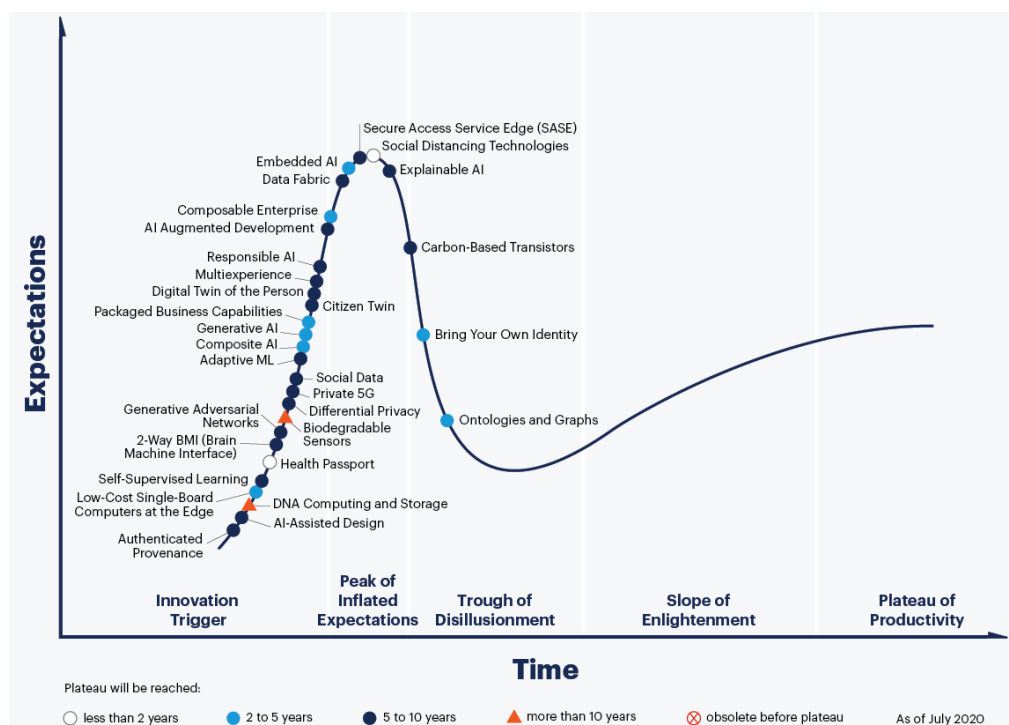 Secure Access Service Edge (SASE)
Social Distancing Technologies
Embedded AI
Explainable AI
Data Fabric
Composable Enterprise
AI Augmented Development
Carbon-Based Transistors
Responsible AI
Multiexperience
Digital Twin of the Person
Citizen Twin
Packaged Business Capabilities
Generative AI
Bring Your Own Identity
Composite AI
Adaptive ML
Social Data
Private 5G
Differential Privacy
Generative Adversarial
Networks
Biodegradable
Sensors
Ontologies and Graphs
2-Way BMI (Brain
Machine Interface)
Health Passport
Self-Supervised Learning
Low-Cost Single-Board
Computers at the Edge
DNA Computing and Storage
AI-Assisted Design
Authenticated
Provenance
Expectations
Innovation
Trigger
Peak of
Inflated
Expectations
Trough of
Disillusionment
Slope of
Enlightenment
Plateau of
Productivity
Time
Plateau will be reached:
less than 2 years
2 to 5 years
5 to 10 years
more than 10 years
obsolete before plateau
As of July 2020